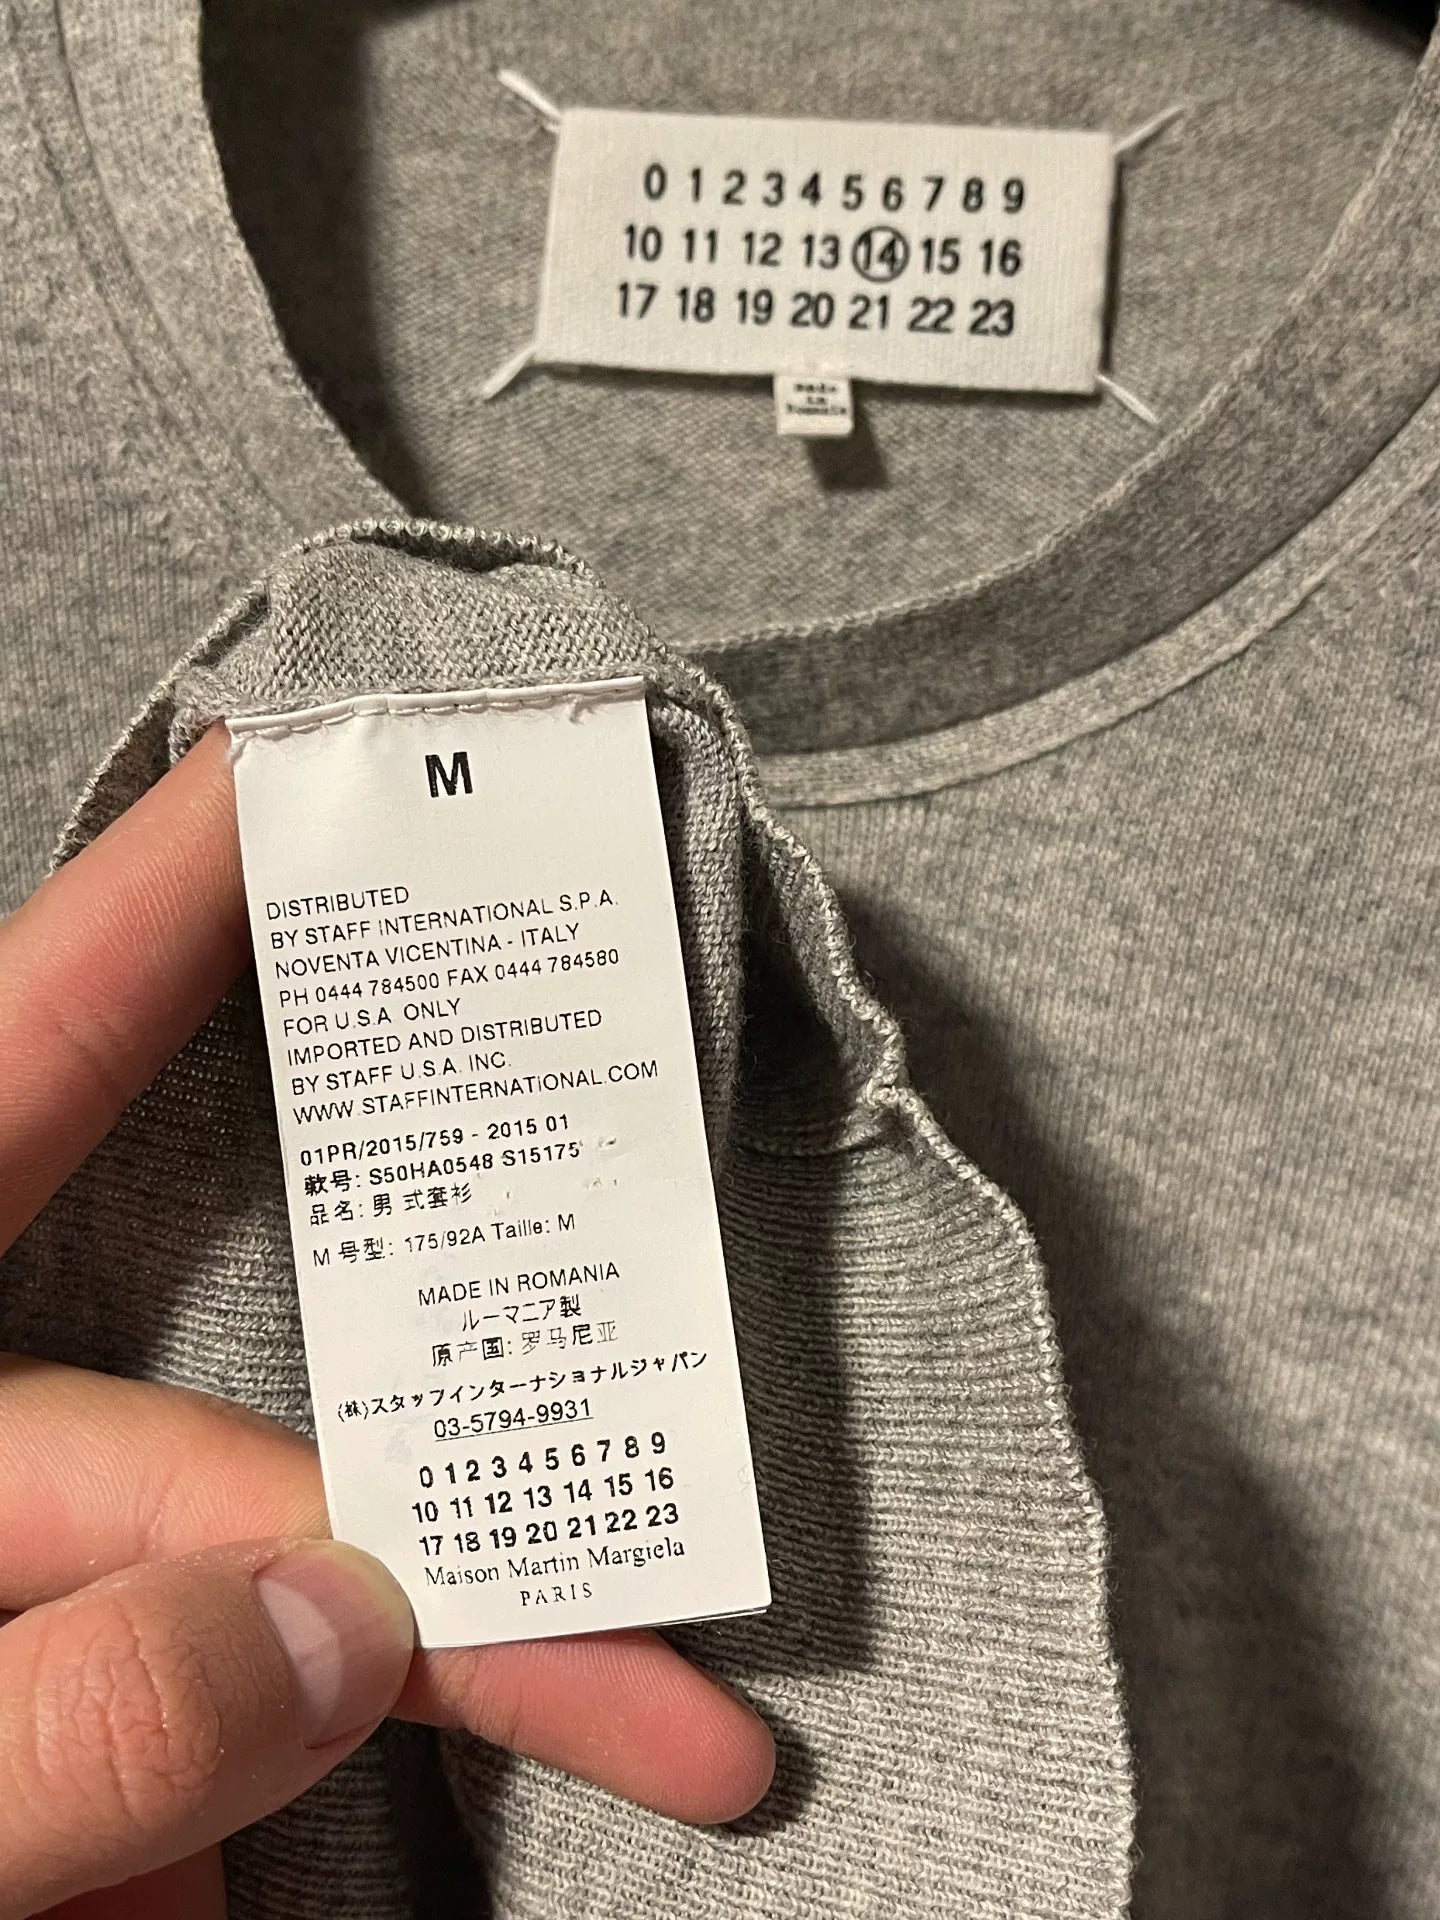 0 1 2 3 4 5 6 7 8 9
10 11 12 13 14 15 16
17 18 19 20 21 22 23
made
in
Romania
M
DISTRIBUTED
BY STAFF INTERNATIONAL S.P.A.
NOVENTA VICENTINA - ITALY
PH 0444 784500 FAX 0444 784580
FOR U.S.A. ONLY
IMPORTED AND DISTRIBUTED
BY STAFF U.S.A. INC.
WWW.STAFFINTERNATIONAL.COM
01PR/2015/759 - 2015 01
款号: S50HA0548 S15175
品名: 男 式套衫
M 号型: 175/92A Taille: M
MADE IN ROMANIA
ルーマニア製
原产国: 罗马尼亚
(株)スタッフインターナショナルジャパン
03-5794-9931
0 1 2 3 4 5 6 7 8 9
10 11 12 13 14 15 16
17 18 19 20 21 22 23
Maison Martin Margiela
PARIS